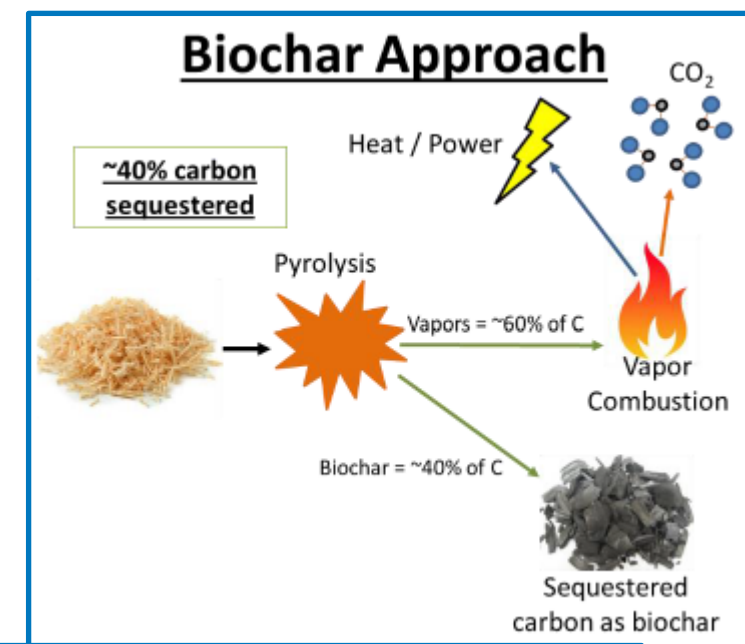 Biochar Approach
CO2
Heat / Power
~40% carbon
sequestered
Pyrolysis
Vapors = ~60% of C
Vapor
Combustion
Biochar = ~40% of C
Sequestered
carbon as biochar